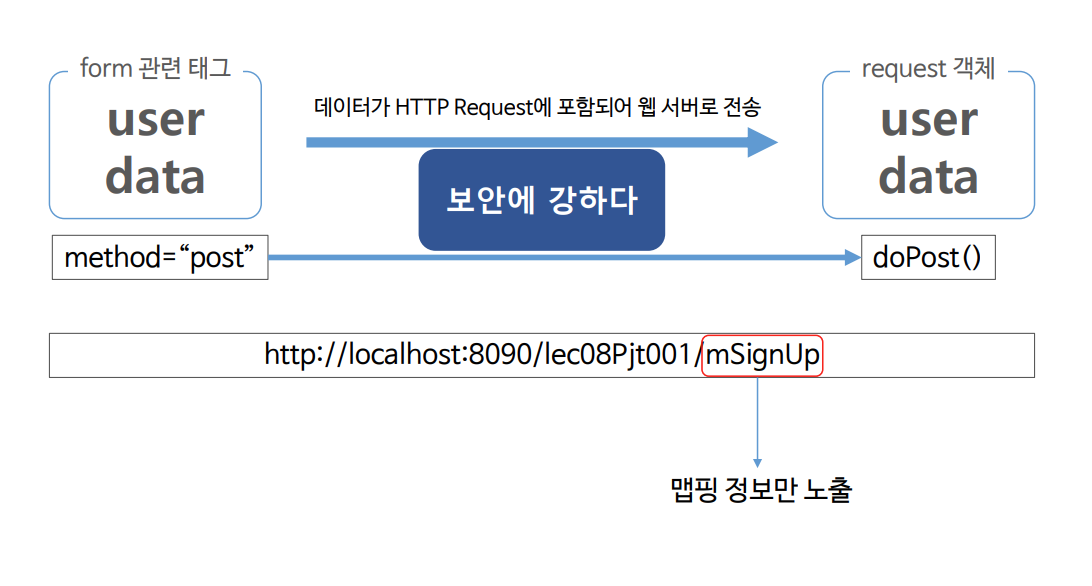 form 관련 태그
user
data
데이터가 HTTP Request에 포함되어 웹 서버로 전송
보안에 강하다
request 객체
user
data
method=“post”
doPost()
http://localhost:8090/lec08Pjt001/mSignUp
맵핑 정보만 노출